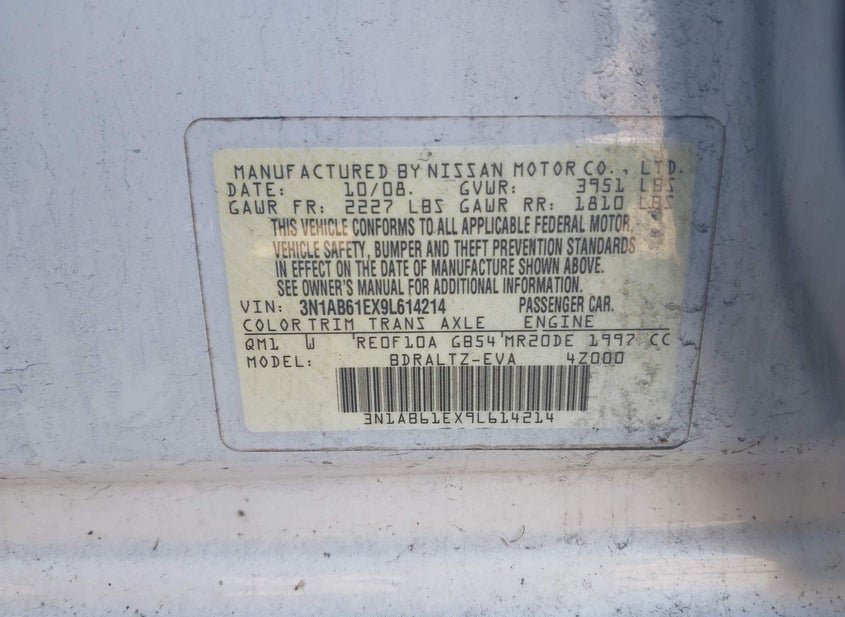 MANUFACTURED BY NISSAN MOTOR CO., LTD.
DATE: 10/08. GVWR: 3951 LBS
GAWR FR: 2227 LBS GAWR RR: 1810 LBS
THIS VEHICLE CONFORMS TO ALL APPLICABLE FEDERAL MOTOR
VEHICLE SAFETY, BUMPER AND THEFT PREVENTION STANDARDS
IN EFFECT ON THE DATE OF MANUFACTURE SHOWN ABOVE.
SEE OWNER'S MANUAL FOR ADDITIONAL INFORMATION.
VIN: 3N1AB61EX9L614214 PASSENGER CAR.
COLOR TRIM TRANS AXLE ENGINE
QM1 W RE0F10A GB54 MR20DE 1997 CC
MODEL: BDRALTZ-EVA 4Z000
3N1AB61EX9L614214